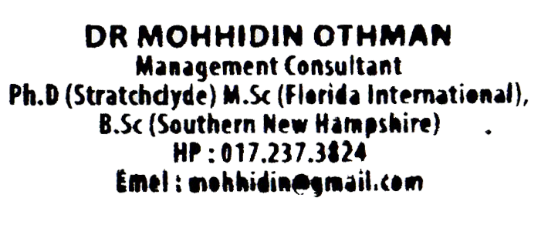 DR MOHHIDIN OTHMAN
Management Consultant
Ph.D (Stratchclyde) M.Sc (Florida International),
B.Sc (Southern New Hampshire)
HP : 017.237.3824
Emel : mohhidin@gmail.com